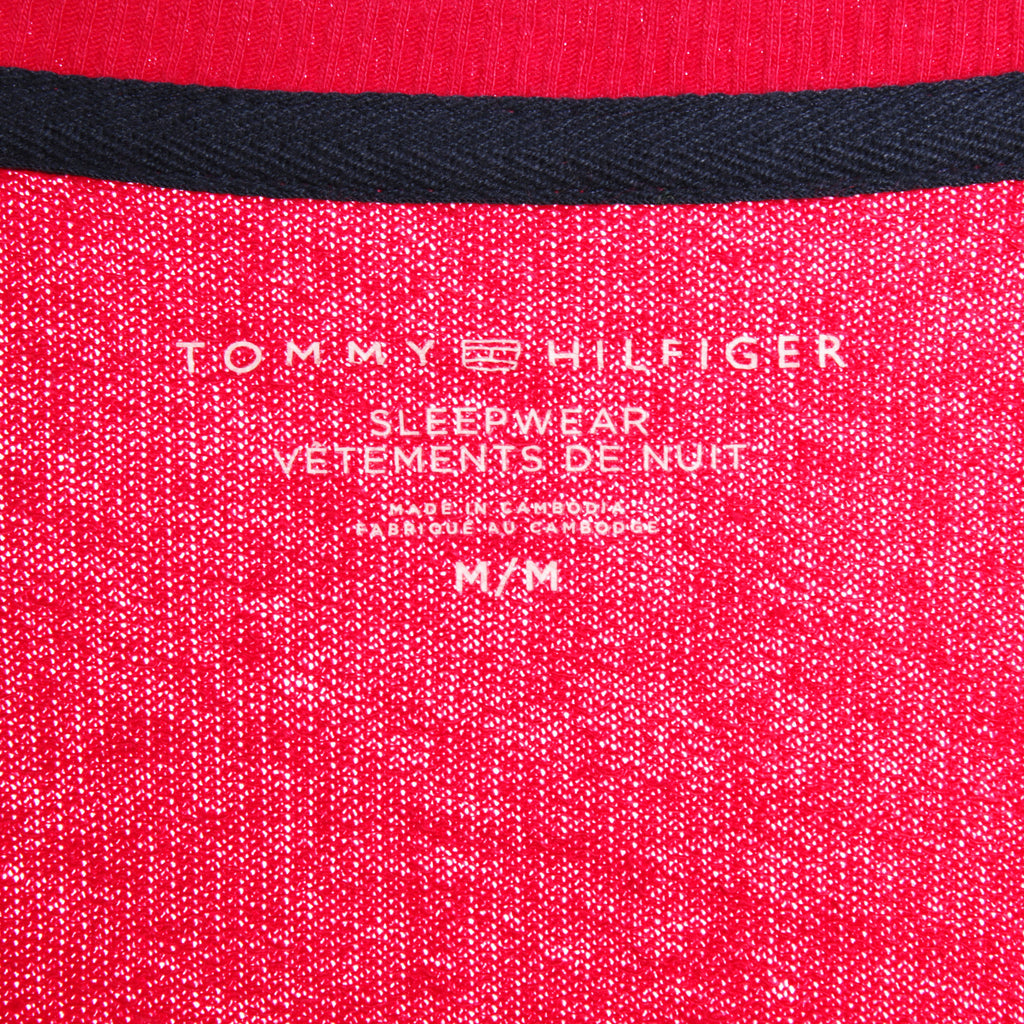 TOMMY HILFIGER
SLEEPWEAR
VÊTEMENTS DE NUIT
MADE IN CAMBODIA
FABRIQUÉ AU CAMBODGE
M/M